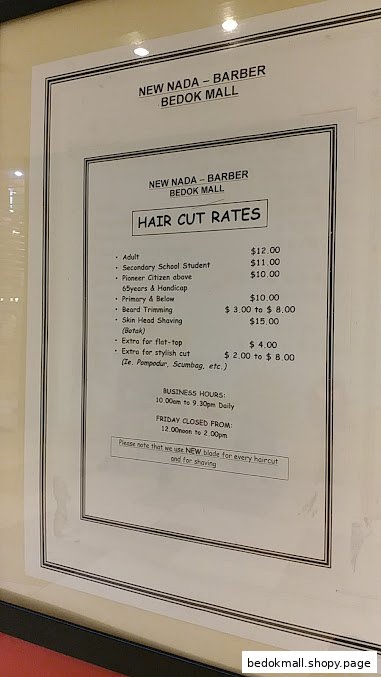 NEW NADA – BARBER
BEDOK MALL
NEW NADA – BARBER
BEDOK MALL
HAIR CUT RATES
• Adult $12.00
• Secondary School Student $11.00
• Pioneer Citizen above $10.00
65years & Handicap
• Primary & Below $10.00
• Beard Trimming $ 3.00 to $ 8.00
• Skin Head Shaving $15.00
(Botak)
• Extra for flat-top $ 4.00
• Extra for stylish cut $ 2.00 to $ 8.00
(Ie. Pompodur, Scumbag, etc.)
BUSINESS HOURS:
10.00am to 9.30pm Daily
FRIDAY CLOSED FROM:
12.00noon to 2.00pm
Please note that we use NEW blade for every haircut
and for shaving
bedokmall.shopy.page